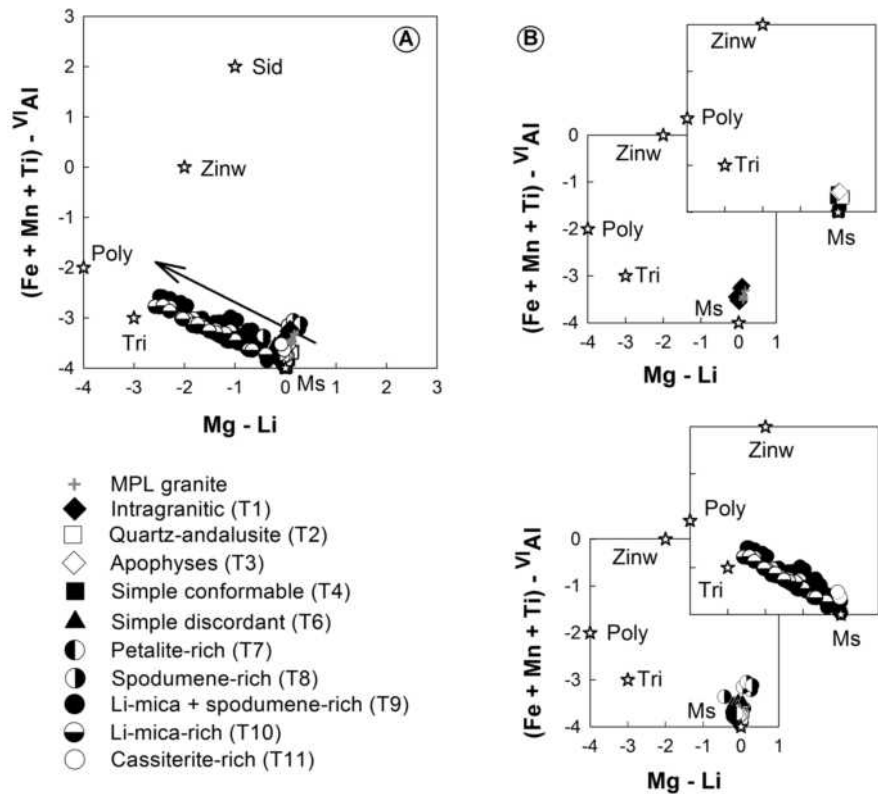 A
3
2
1
0
-1
-2
-3
-4
(Fe + Mn + Ti) - VIAl
Sid
Zinw
Poly
Tri
Ms
-4 -3 -2 -1 0 1 2 3
Mg - Li
B
Zinw
Poly
Tri
Ms
0
-1
-2
-3
-4
(Fe + Mn + Ti) - VIAl
Zinw
Poly
Tri
Ms
-4 -3 -2 -1 0 1
Mg - Li
MPL granite
Intragranitic (T1)
Quartz-andalusite (T2)
Apophyses (T3)
Simple conformable (T4)
Simple discordant (T6)
Petalite-rich (T7)
Spodumene-rich (T8)
Li-mica + spodumene-rich (T9)
Li-mica-rich (T10)
Cassiterite-rich (T11)
Zinw
Poly
Tri
Ms
0
-1
-2
-3
-4
(Fe + Mn + Ti) - VIAl
Zinw
Poly
Tri
Ms
-4 -3 -2 -1 0 1
Mg - Li